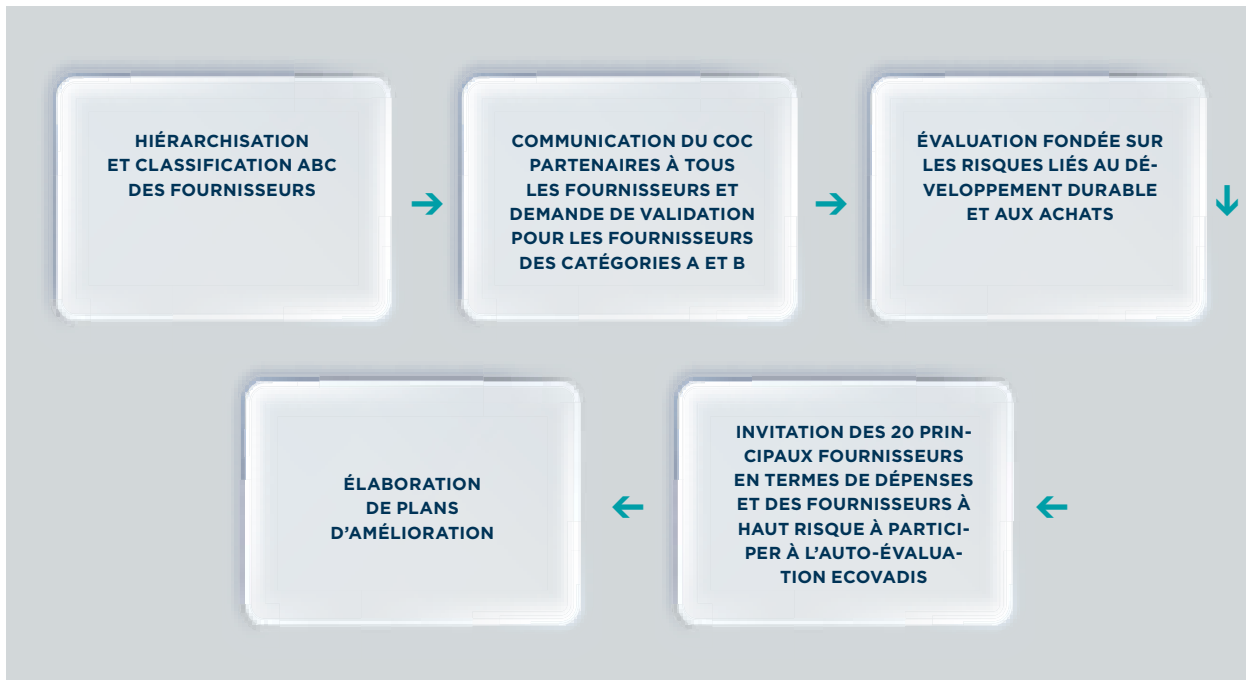 HIÉRARCHISATION
ET CLASSIFICATION ABC
DES FOURNISSEURS
COMMUNICATION DU COC
PARTENAIRES À TOUS
LES FOURNISSEURS ET
DEMANDE DE VALIDATION
POUR LES FOURNISSEURS
DES CATÉGORIES A ET B
ÉVALUATION FONDÉE SUR
LES RISQUES LIÉS AU DÉ-
VELOPPEMENT DURABLE
ET AUX ACHATS
INVITATION DES 20 PRIN-
CIPAUX FOURNISSEURS
EN TERMES DE DÉPENSES
ET DES FOURNISSEURS À
HAUT RISQUE À PARTICI-
PER À L’AUTO-ÉVALUA-
TION ECOVADIS
ÉLABORATION
DE PLANS
D’AMÉLIORATION